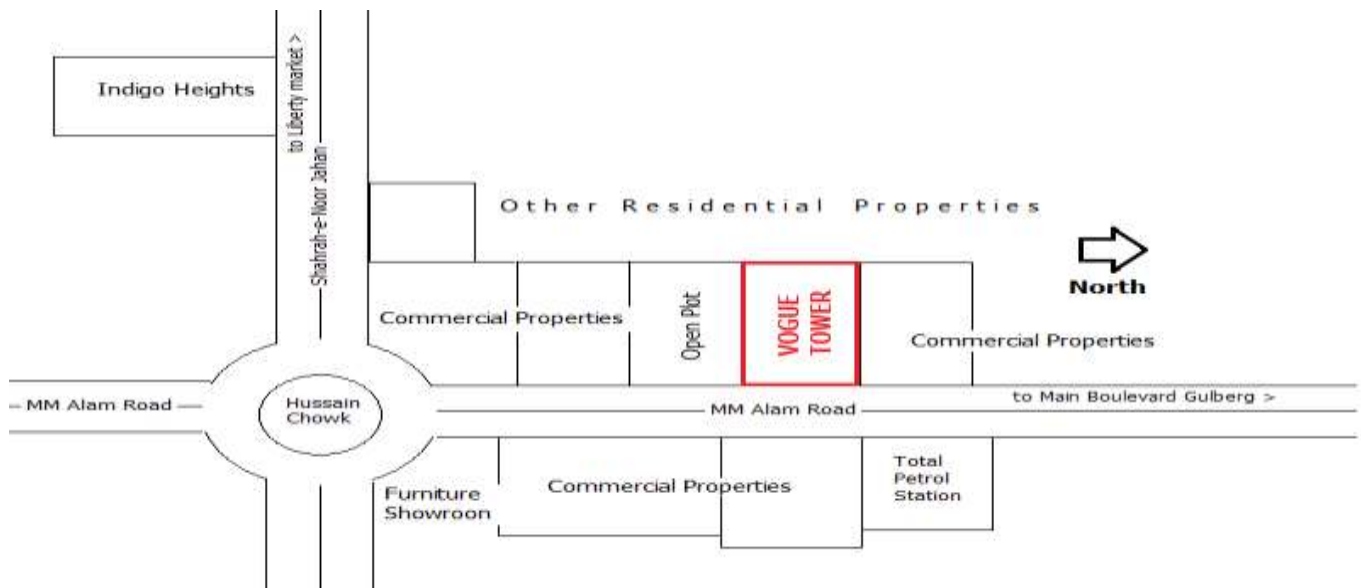 Indigo Heights
to Liberty market >
Shahrah-e-Noor Jahan
Other Residential Properties
North
Commercial Properties
Open Plot
VOGUE
TOWER
Commercial Properties
MM Alam Road
Hussain
Chowk
MM Alam Road
to Main Boulevard Gulberg >
Furniture
Showroon
Commercial Properties
Total
Petrol
Station